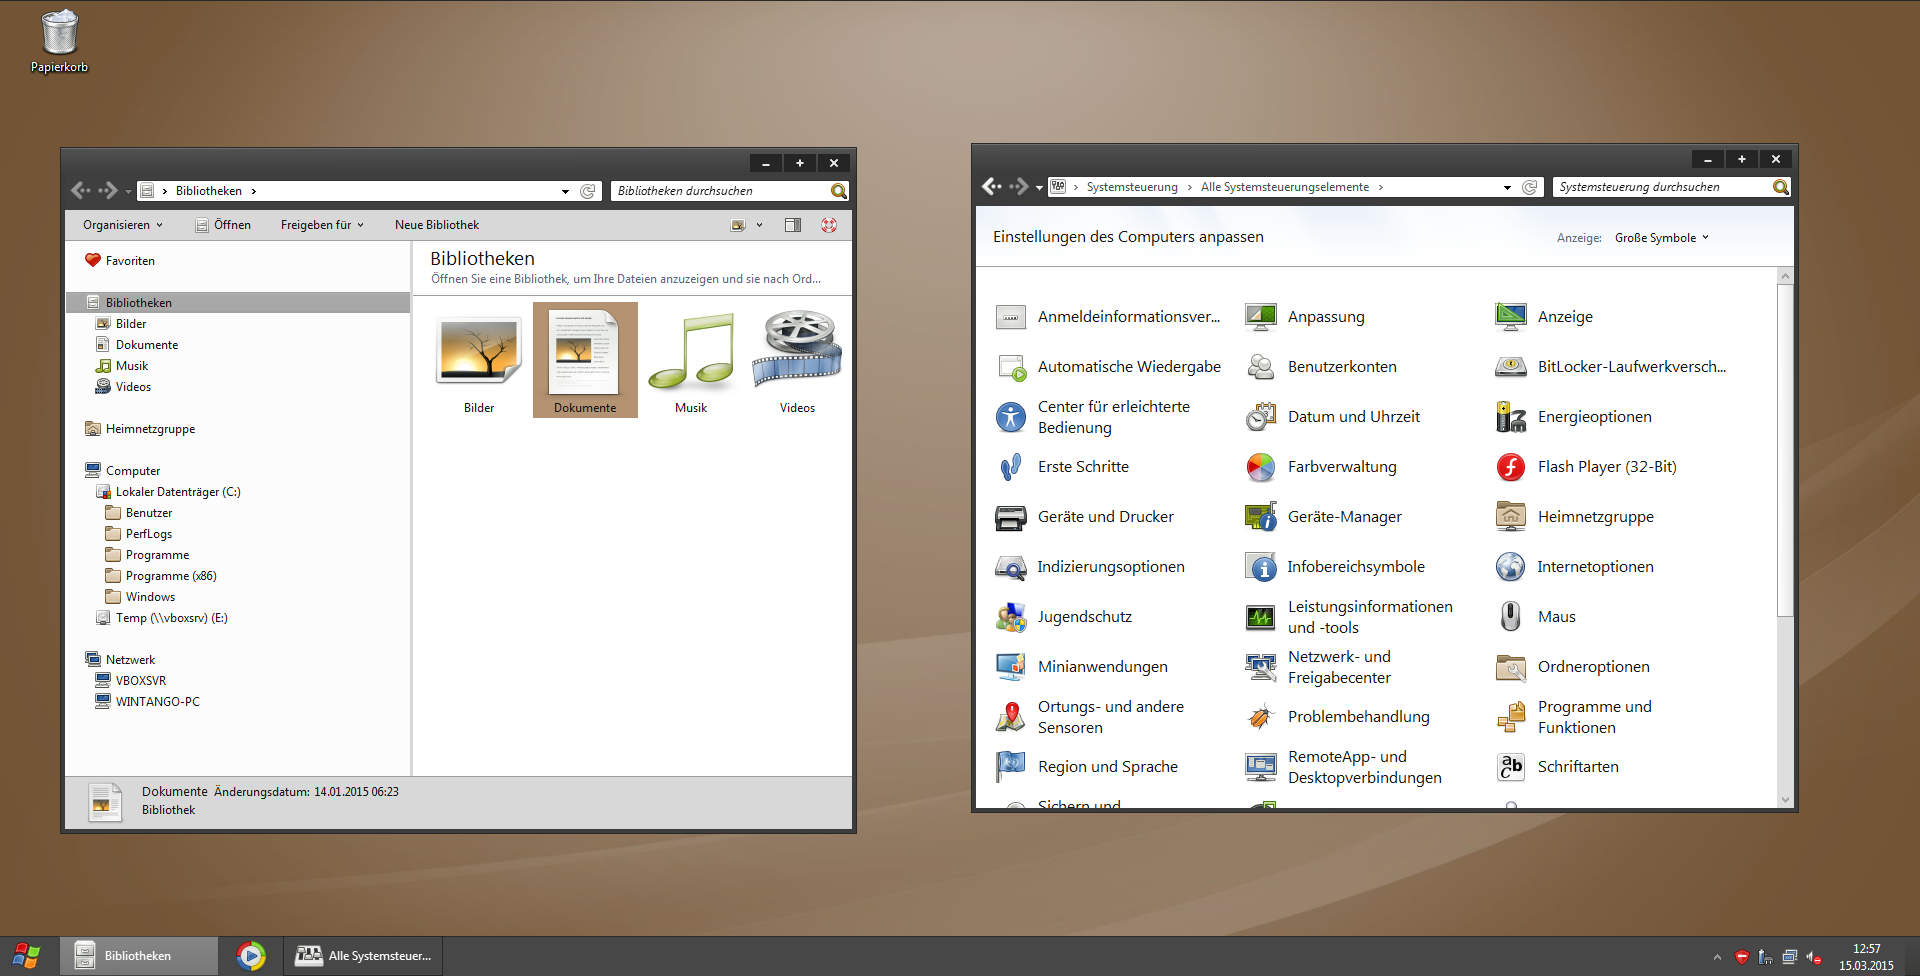 Papierkorb
Bibliotheken
Bibliotheken durchsuchen
Organisieren
Öffnen
Freigeben für
Neue Bibliothek
Favoriten
Bibliotheken
Bilder
Dokumente
Musik
Videos
Heimnetzgruppe
Computer
Lokaler Datenträger (C:)
Benutzer
PerfLogs
Programme
Programme (x86)
Windows
Temp (\\vboxsrv) (E:)
Netzwerk
VBOXSVR
WINTANGO-PC
Bibliotheken
Öffnen Sie eine Bibliothek, um Ihre Dateien anzuzeigen und sie nach Ord...
Bilder
Dokumente
Musik
Videos
Dokumente Änderungsdatum: 14.01.2015 06:23
Bibliothek
Systemsteuerung
Alle Systemsteuerungselemente
Systemsteuerung durchsuchen
Einstellungen des Computers anpassen
Anzeige: Große Symbole
Anmeldeinformationsver...
Anpassung
Anzeige
Automatische Wiedergabe
Benutzerkonten
BitLocker-Laufwerkversch...
Center für erleichterte
Bedienung
Datum und Uhrzeit
Energieoptionen
Erste Schritte
Farbverwaltung
Flash Player (32-Bit)
Geräte und Drucker
Geräte-Manager
Heimnetzgruppe
Indizierungsoptionen
Infobereichsymbole
Internetoptionen
Jugendschutz
Leistungsinformationen
und -tools
Maus
Minianwendungen
Netzwerk- und
Freigabecenter
Ordneroptionen
Ortungs- und andere
Sensoren
Problembehandlung
Programme und
Funktionen
Region und Sprache
RemoteApp- und
Desktopverbindungen
abc
Schriftarten
Sichern und
Bibliotheken
Alle Systemsteuer...
12:57
15.03.2015